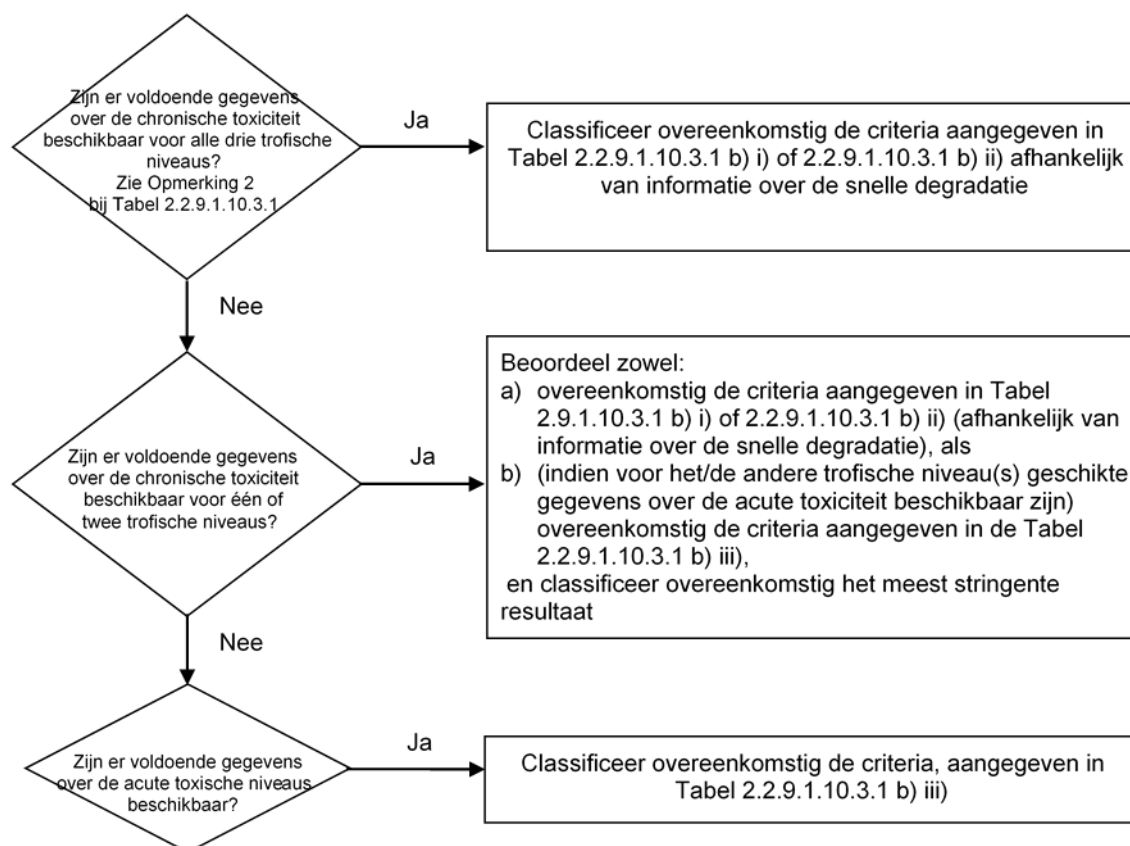 Zijn er voldoende gegevens
over de chronische toxiciteit
beschikbaar voor alle drie trofische
niveaus?
Zie Opmerking 2
bij Tabel 2.2.9.1.10.3.1
Ja
Classificeer overeenkomstig de criteria aangegeven in
Tabel 2.2.9.1.10.3.1 b) i) of 2.2.9.1.10.3.1 b) ii) afhankelijk
van informatie over de snelle degradatie
Nee
Zijn er voldoende gegevens
over de chronische toxiciteit
beschikbaar voor één of
twee trofische niveaus?
Ja
Beoordeel zowel:
a) overeenkomstig de criteria aangegeven in Tabel
2.9.1.10.3.1 b) i) of 2.2.9.1.10.3.1 b) ii) (afhankelijk van
informatie over de snelle degradatie), als
b) (indien voor het/de andere trofische niveau(s) geschikte
gegevens over de acute toxiciteit beschikbaar zijn)
overeenkomstig de criteria aangegeven in de Tabel
2.2.9.1.10.3.1 b) iii),
en classificeer overeenkomstig het meest stringente
resultaat
Nee
Zijn er voldoende gegevens
over de acute toxische niveaus
beschikbaar?
Ja
Classificeer overeenkomstig de criteria, aangegeven in
Tabel 2.2.9.1.10.3.1 b) iii)